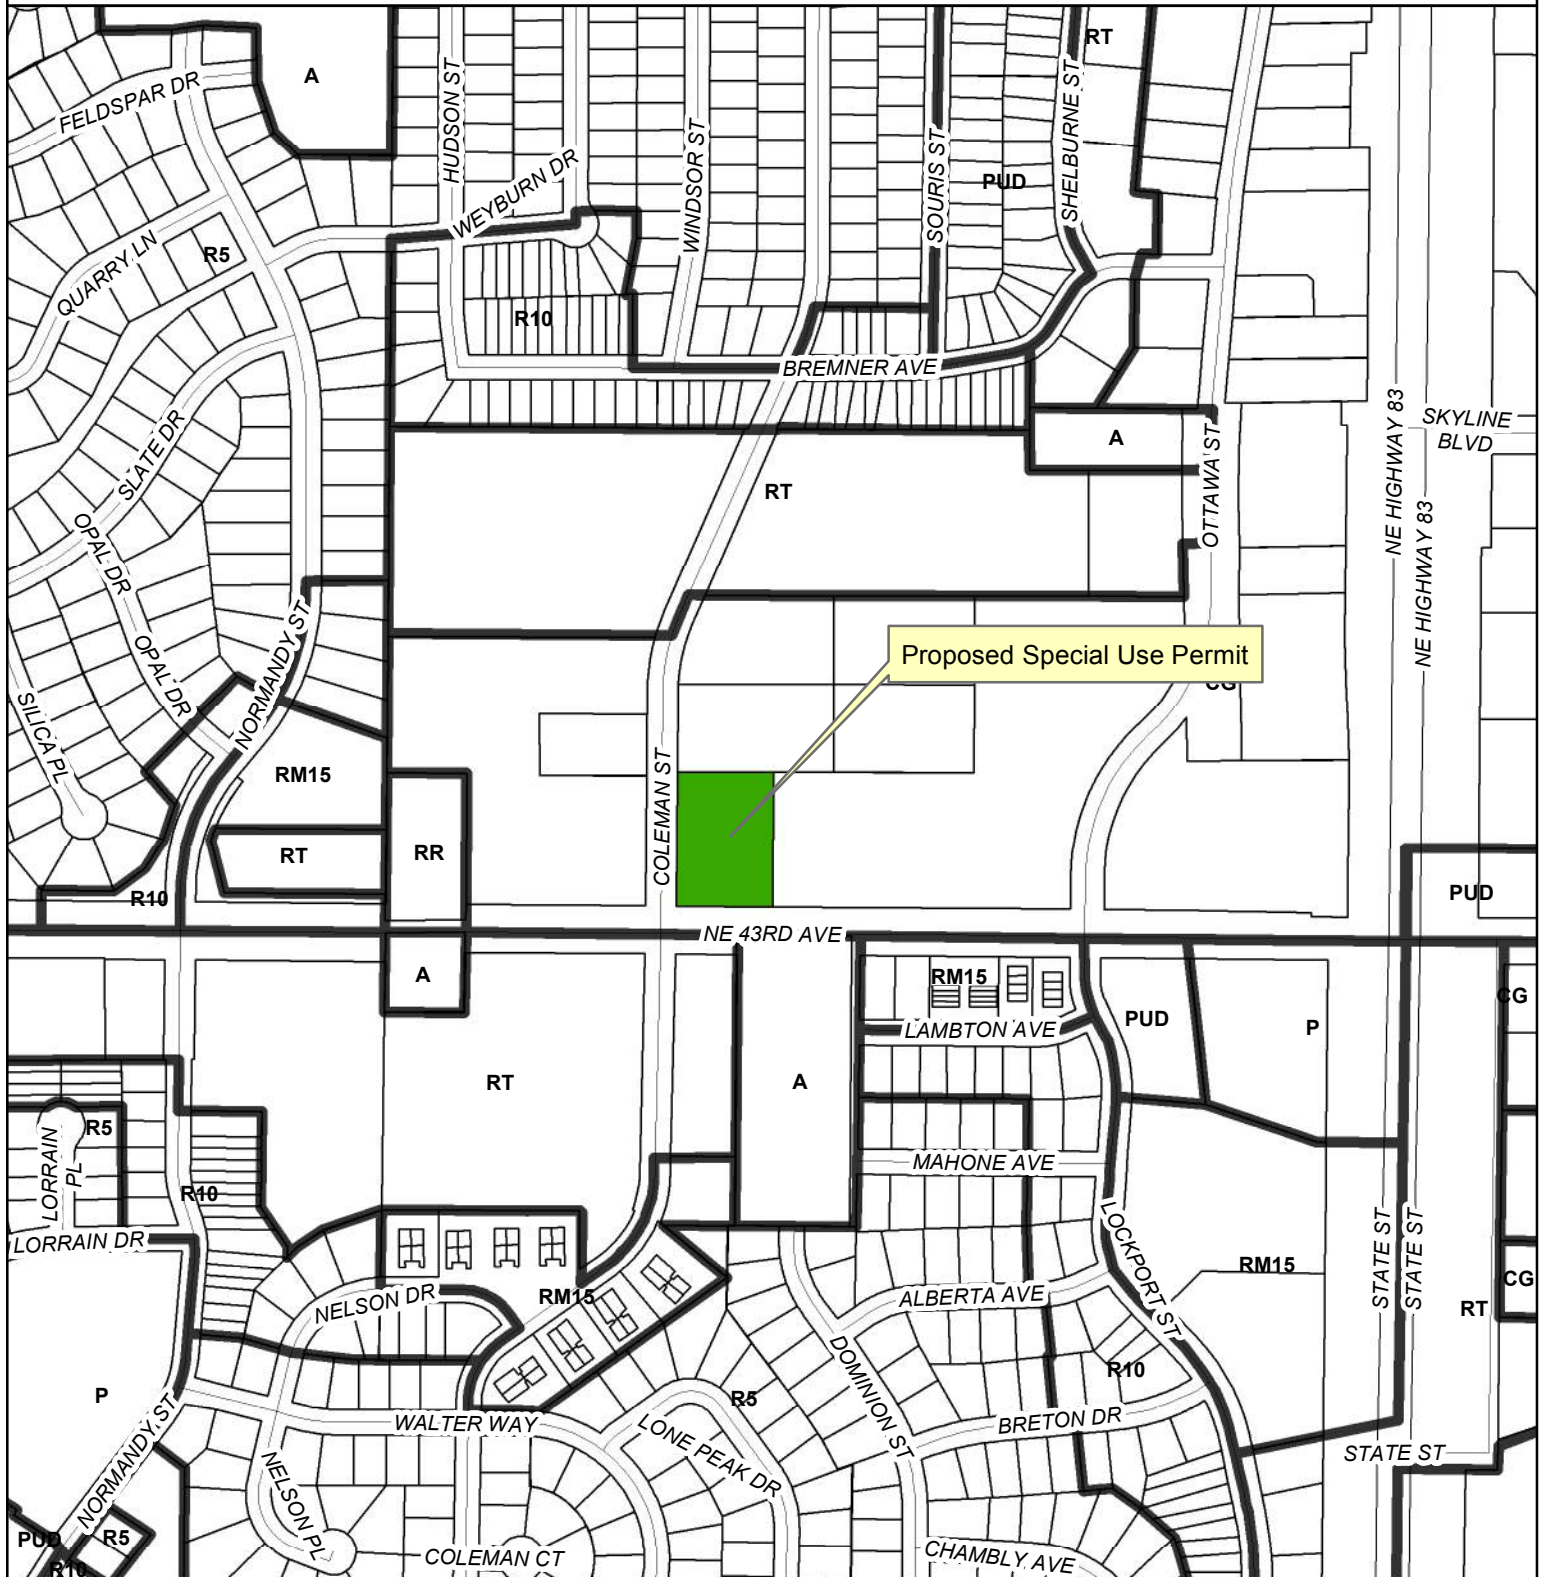 RT
A
FELDSPAR DR
HUDSON ST
SHELBURNE ST
WINDSOR ST
SOURIS ST
WEYBURN DR
PUD
R5
QUARRY LN
R10
BREMNER AVE
NE HIGHWAY 83
SKYLINE
BLVD
SLATE DR
A
OTTAWA ST
RT
NE HIGHWAY 83
OPAL DR
OPAL DR
NORMANDY ST
Proposed Special Use Permit
CG
SILICA PL
RM15
COLEMAN ST
RT
RR
R10
PUD
NE 43RD AVE
A
RM15
CG
LAMBTON AVE
PUD
P
RT
A
R5
LORRAIN
PL
MAHONE AVE
R10
LORRAIN DR
LOCKPORT ST
STATE ST
STATE ST
RM15
CG
NELSON DR
RM15
ALBERTA AVE
RT
DOMINION ST
R10
P
R5
WALTER WAY
LONE PEAK DR
BRETON DR
NORMANDY ST
STATE ST
NELSON PL
PUD
R5
COLEMAN CT
CHAMBLY AVE
R10